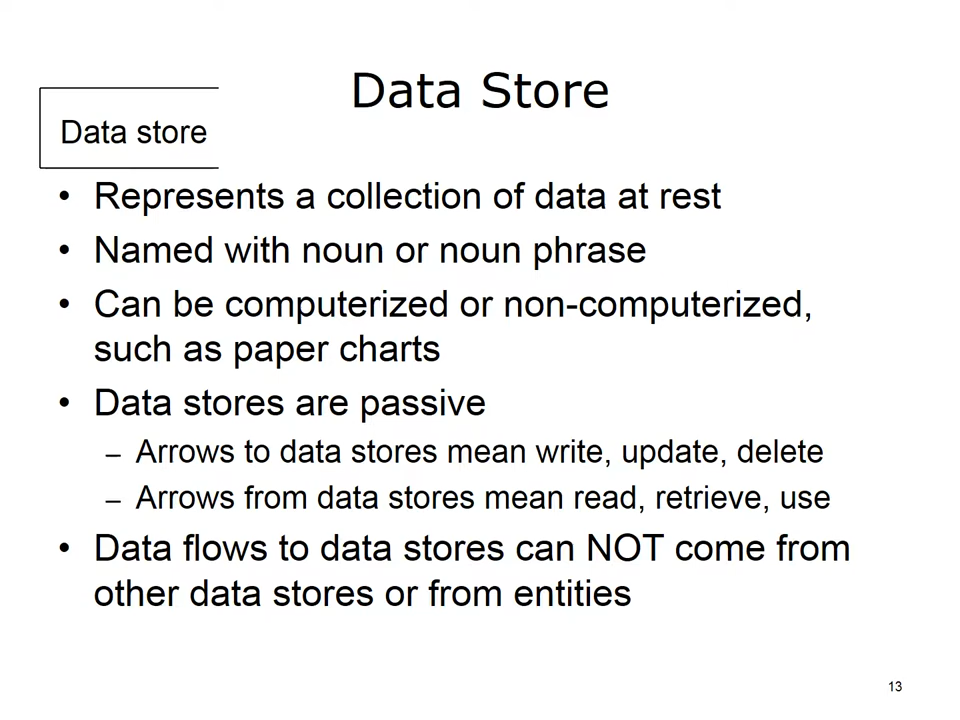 Data Store
Data store
• Represents a collection of data at rest
• Named with noun or noun phrase
• Can be computerized or non-computerized,
such as paper charts
• Data stores are passive
– Arrows to data stores mean write, update, delete
– Arrows from data stores mean read, retrieve, use
• Data flows to data stores can NOT come from
other data stores or from entities
13